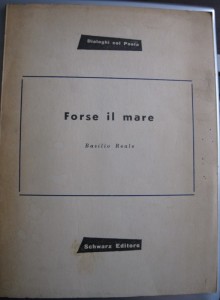 Dialoghi col Poeta
Forse il mare
Basilio Reale
Schwarz Editore